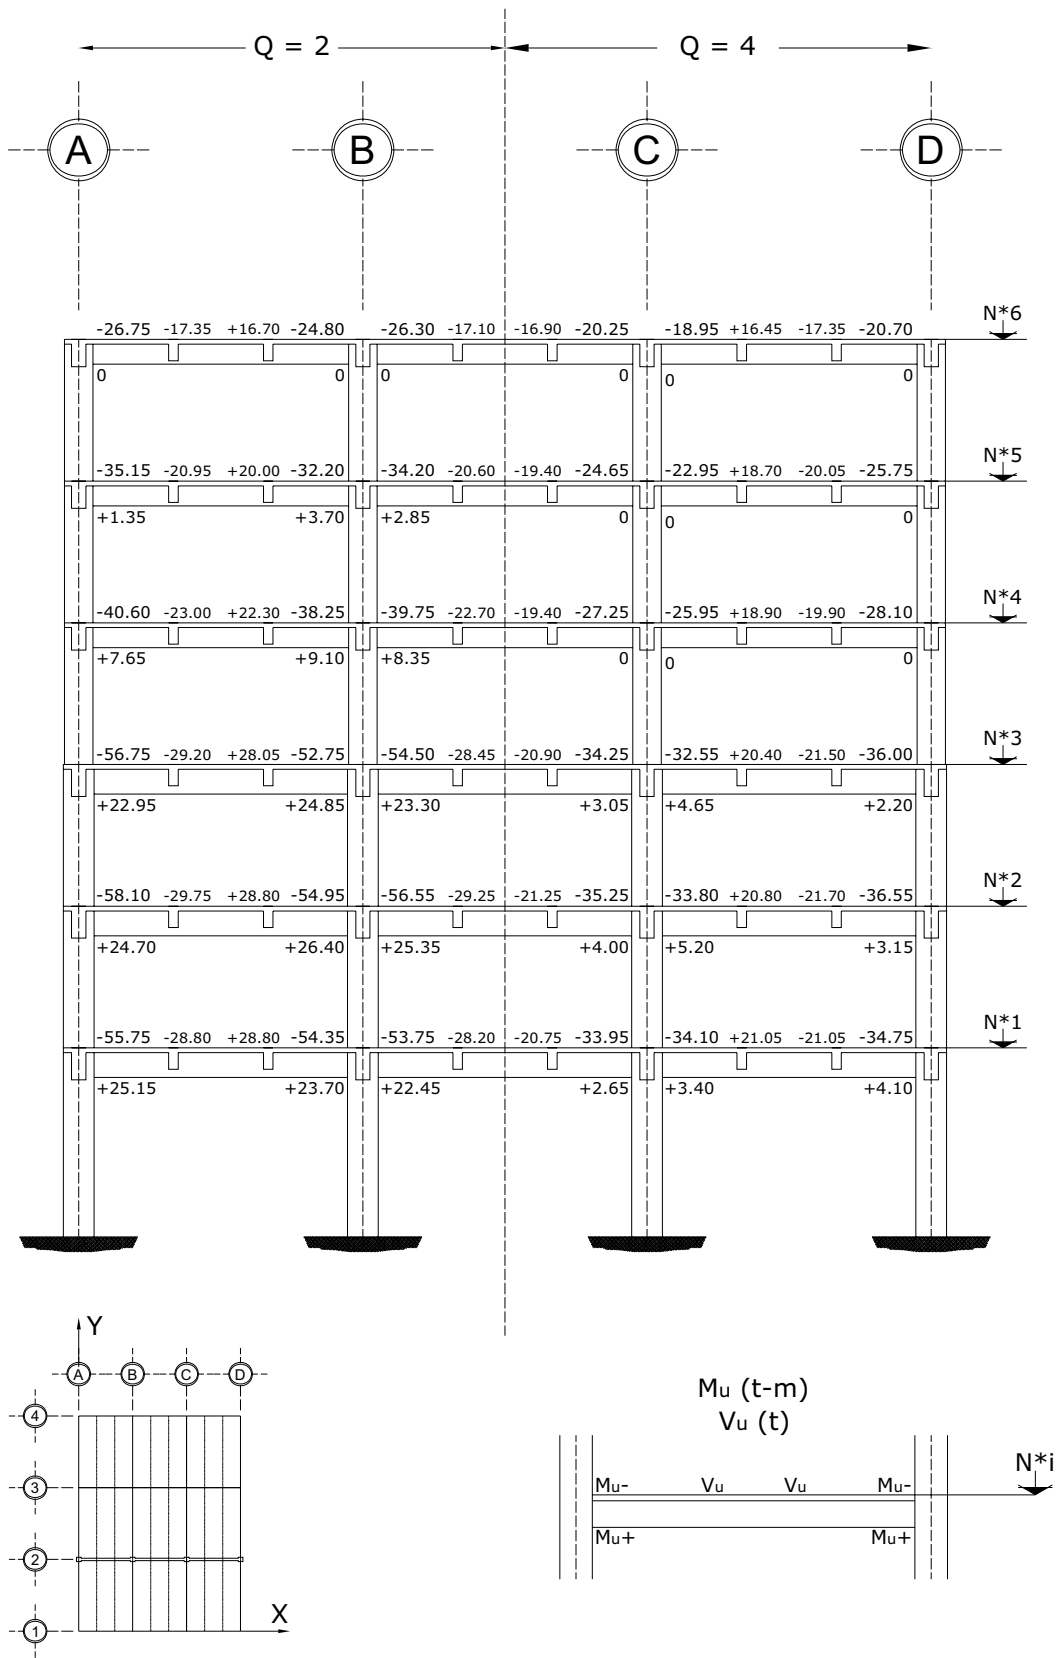 Q = 2 Q = 4
A B C D
N*6
-26.75 -17.35 +16.70 -24.80 -26.30 -17.10 -16.90 -20.25 -18.95 +16.45 -17.35 -20.70
0 0 0 0 0 0
N*5
-35.15 -20.95 +20.00 -32.20 -34.20 -20.60 -19.40 -24.65 -22.95 +18.70 -20.05 -25.75
+1.35 +3.70 +2.85 0 0 0
N*4
-40.60 -23.00 +22.30 -38.25 -39.75 -22.70 -19.40 -27.25 -25.95 +18.90 -19.90 -28.10
+7.65 +9.10 +8.35 0 0 0
N*3
-56.75 -29.20 +28.05 -52.75 -54.50 -28.45 -20.90 -34.25 -32.55 +20.40 -21.50 -36.00
+22.95 +24.85 +23.30 +3.05 +4.65 +2.20
N*2
-58.10 -29.75 +28.80 -54.95 -56.55 -29.25 -21.25 -35.25 -33.80 +20.80 -21.70 -36.55
+24.70 +26.40 +25.35 +4.00 +5.20 +3.15
N*1
-55.75 -28.80 +28.80 -54.35 -53.75 -28.20 -20.75 -33.95 -34.10 +21.05 -21.05 -34.75
+25.15 +23.70 +22.45 +2.65 +3.40 +4.10
Y
A B C D
4
3
2
1
X
Mu (t-m)
Vu (t)
N*i
Mu- Vu Vu Mu-
Mu+ Mu+